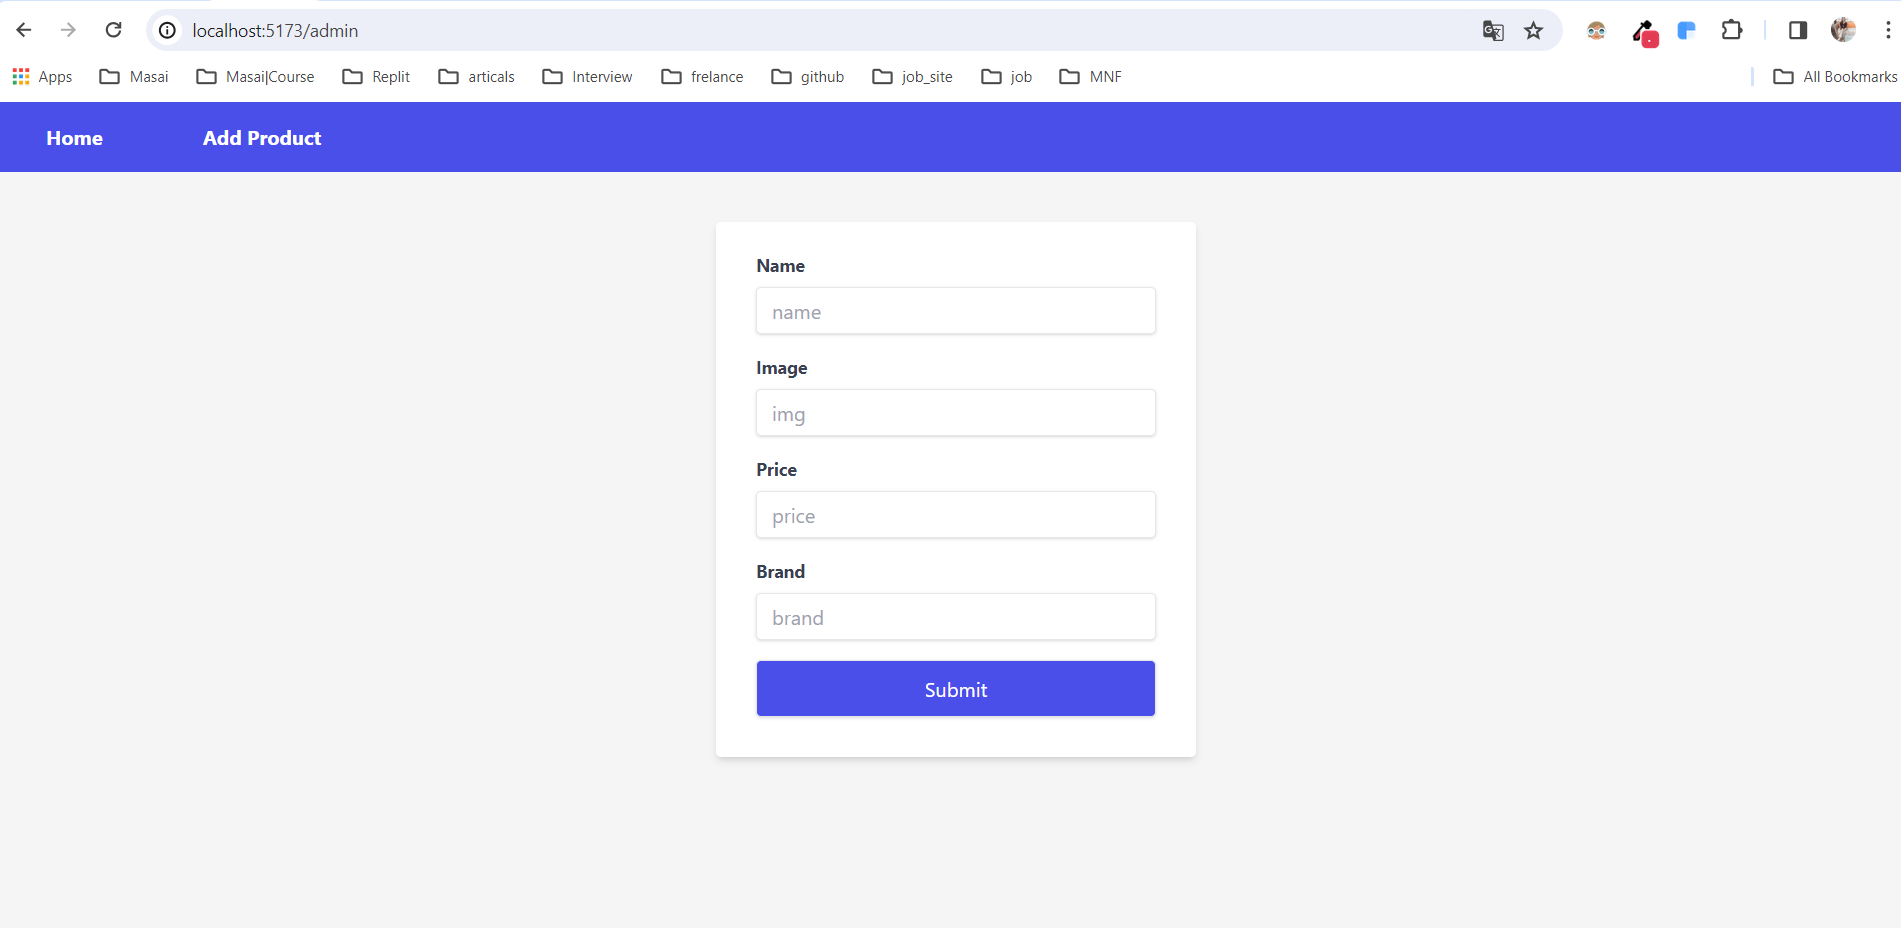 localhost:5173/admin
Apps Masai Masai|Course Replit articals Interview frelance github job_site job MNF All Bookmarks
Home Add Product
Name
name
Image
img
Price
price
Brand
brand
Submit